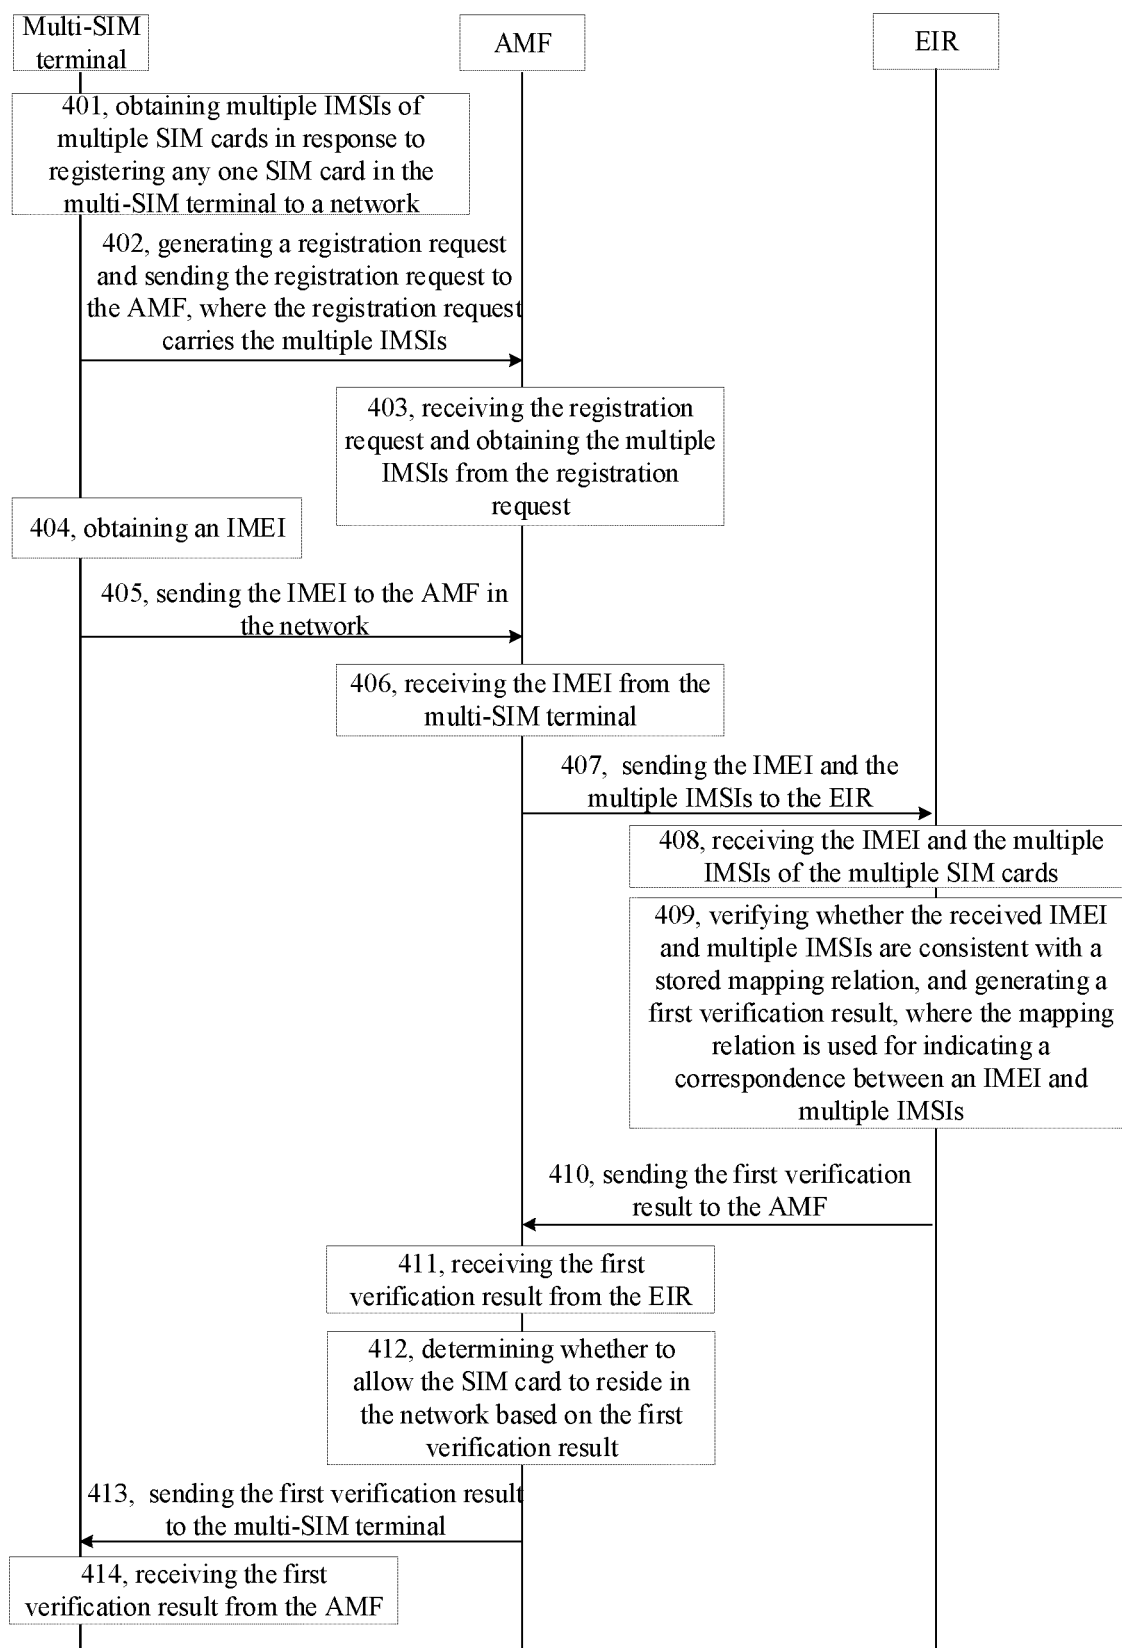 Multi-SIM
terminal
AMF
EIR
401, obtaining multiple IMSIs of
multiple SIM cards in response to
registering any one SIM card in the
multi-SIM terminal to a network
402, generating a registration request
and sending the registration request to
the AMF, where the registration request
carries the multiple IMSIs
403, receiving the registration
request and obtaining the multiple
IMSIs from the registration
request
404, obtaining an IMEI
405, sending the IMEI to the AMF in
the network
406, receiving the IMEI from the
multi-SIM terminal
407, sending the IMEI and the
multiple IMSIs to the EIR
408, receiving the IMEI and the multiple
IMSIs of the multiple SIM cards
409, verifying whether the received IMEI
and multiple IMSIs are consistent with a
stored mapping relation, and generating a
first verification result, where the mapping
relation is used for indicating a
correspondence between an IMEI and
multiple IMSIs
410, sending the first verification
result to the AMF
411, receiving the first
verification result from the EIR
412, determining whether to
allow the SIM card to reside in
the network based on the first
verification result
413, sending the first verification result
to the multi-SIM terminal
414, receiving the first
verification result from the AMF